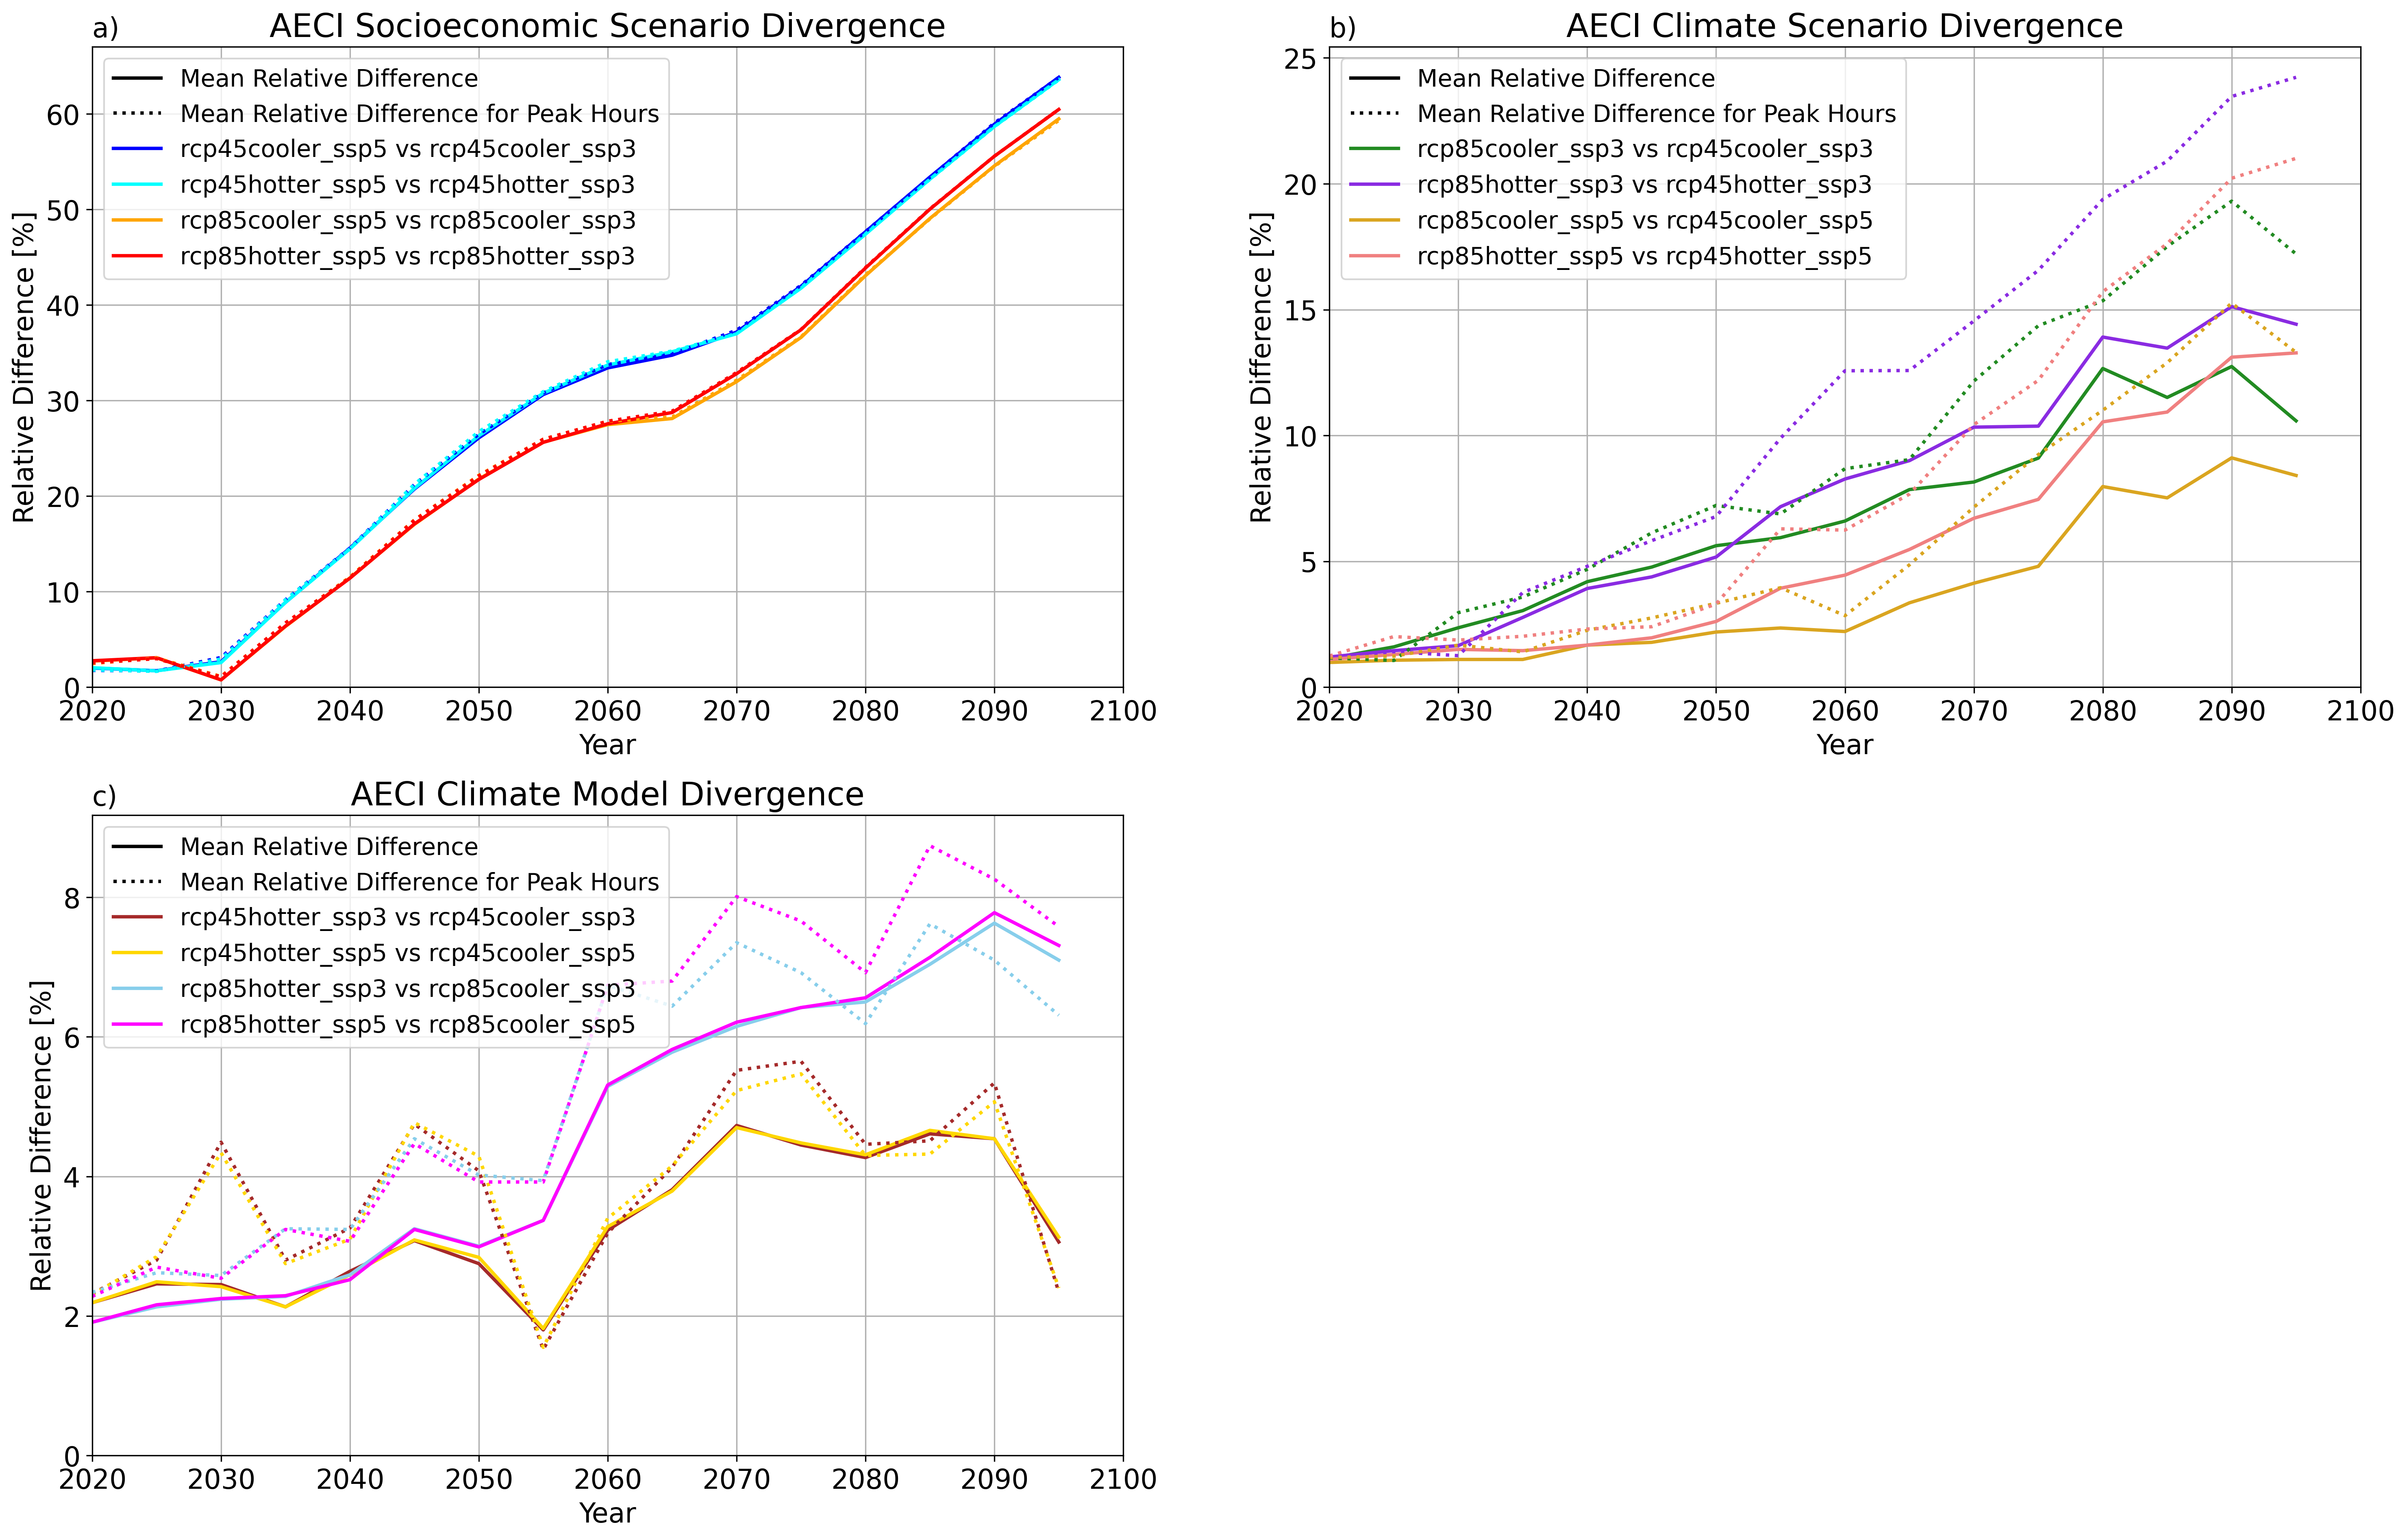 a)
AECI Socioeconomic Scenario Divergence
Mean Relative Difference
Mean Relative Difference for Peak Hours
rcp45cooler_ssp5 vs rcp45cooler_ssp3
rcp45hotter_ssp5 vs rcp45hotter_ssp3
rcp85cooler_ssp5 vs rcp85cooler_ssp3
rcp85hotter_ssp5 vs rcp85hotter_ssp3
Relative Difference [%]
60
50
40
30
20
10
0
2020 2030 2040 2050 2060 2070 2080 2090 2100
Year
b)
AECI Climate Scenario Divergence
Mean Relative Difference
Mean Relative Difference for Peak Hours
rcp85cooler_ssp3 vs rcp45cooler_ssp3
rcp85hotter_ssp3 vs rcp45hotter_ssp3
rcp85cooler_ssp5 vs rcp45cooler_ssp5
rcp85hotter_ssp5 vs rcp45hotter_ssp5
Relative Difference [%]
25
20
15
10
5
0
2020 2030 2040 2050 2060 2070 2080 2090 2100
Year
c)
AECI Climate Model Divergence
Mean Relative Difference
Mean Relative Difference for Peak Hours
rcp45hotter_ssp3 vs rcp45cooler_ssp3
rcp45hotter_ssp5 vs rcp45cooler_ssp5
rcp85hotter_ssp3 vs rcp85cooler_ssp3
rcp85hotter_ssp5 vs rcp85cooler_ssp5
Relative Difference [%]
8
6
4
2
0
2020 2030 2040 2050 2060 2070 2080 2090 2100
Year